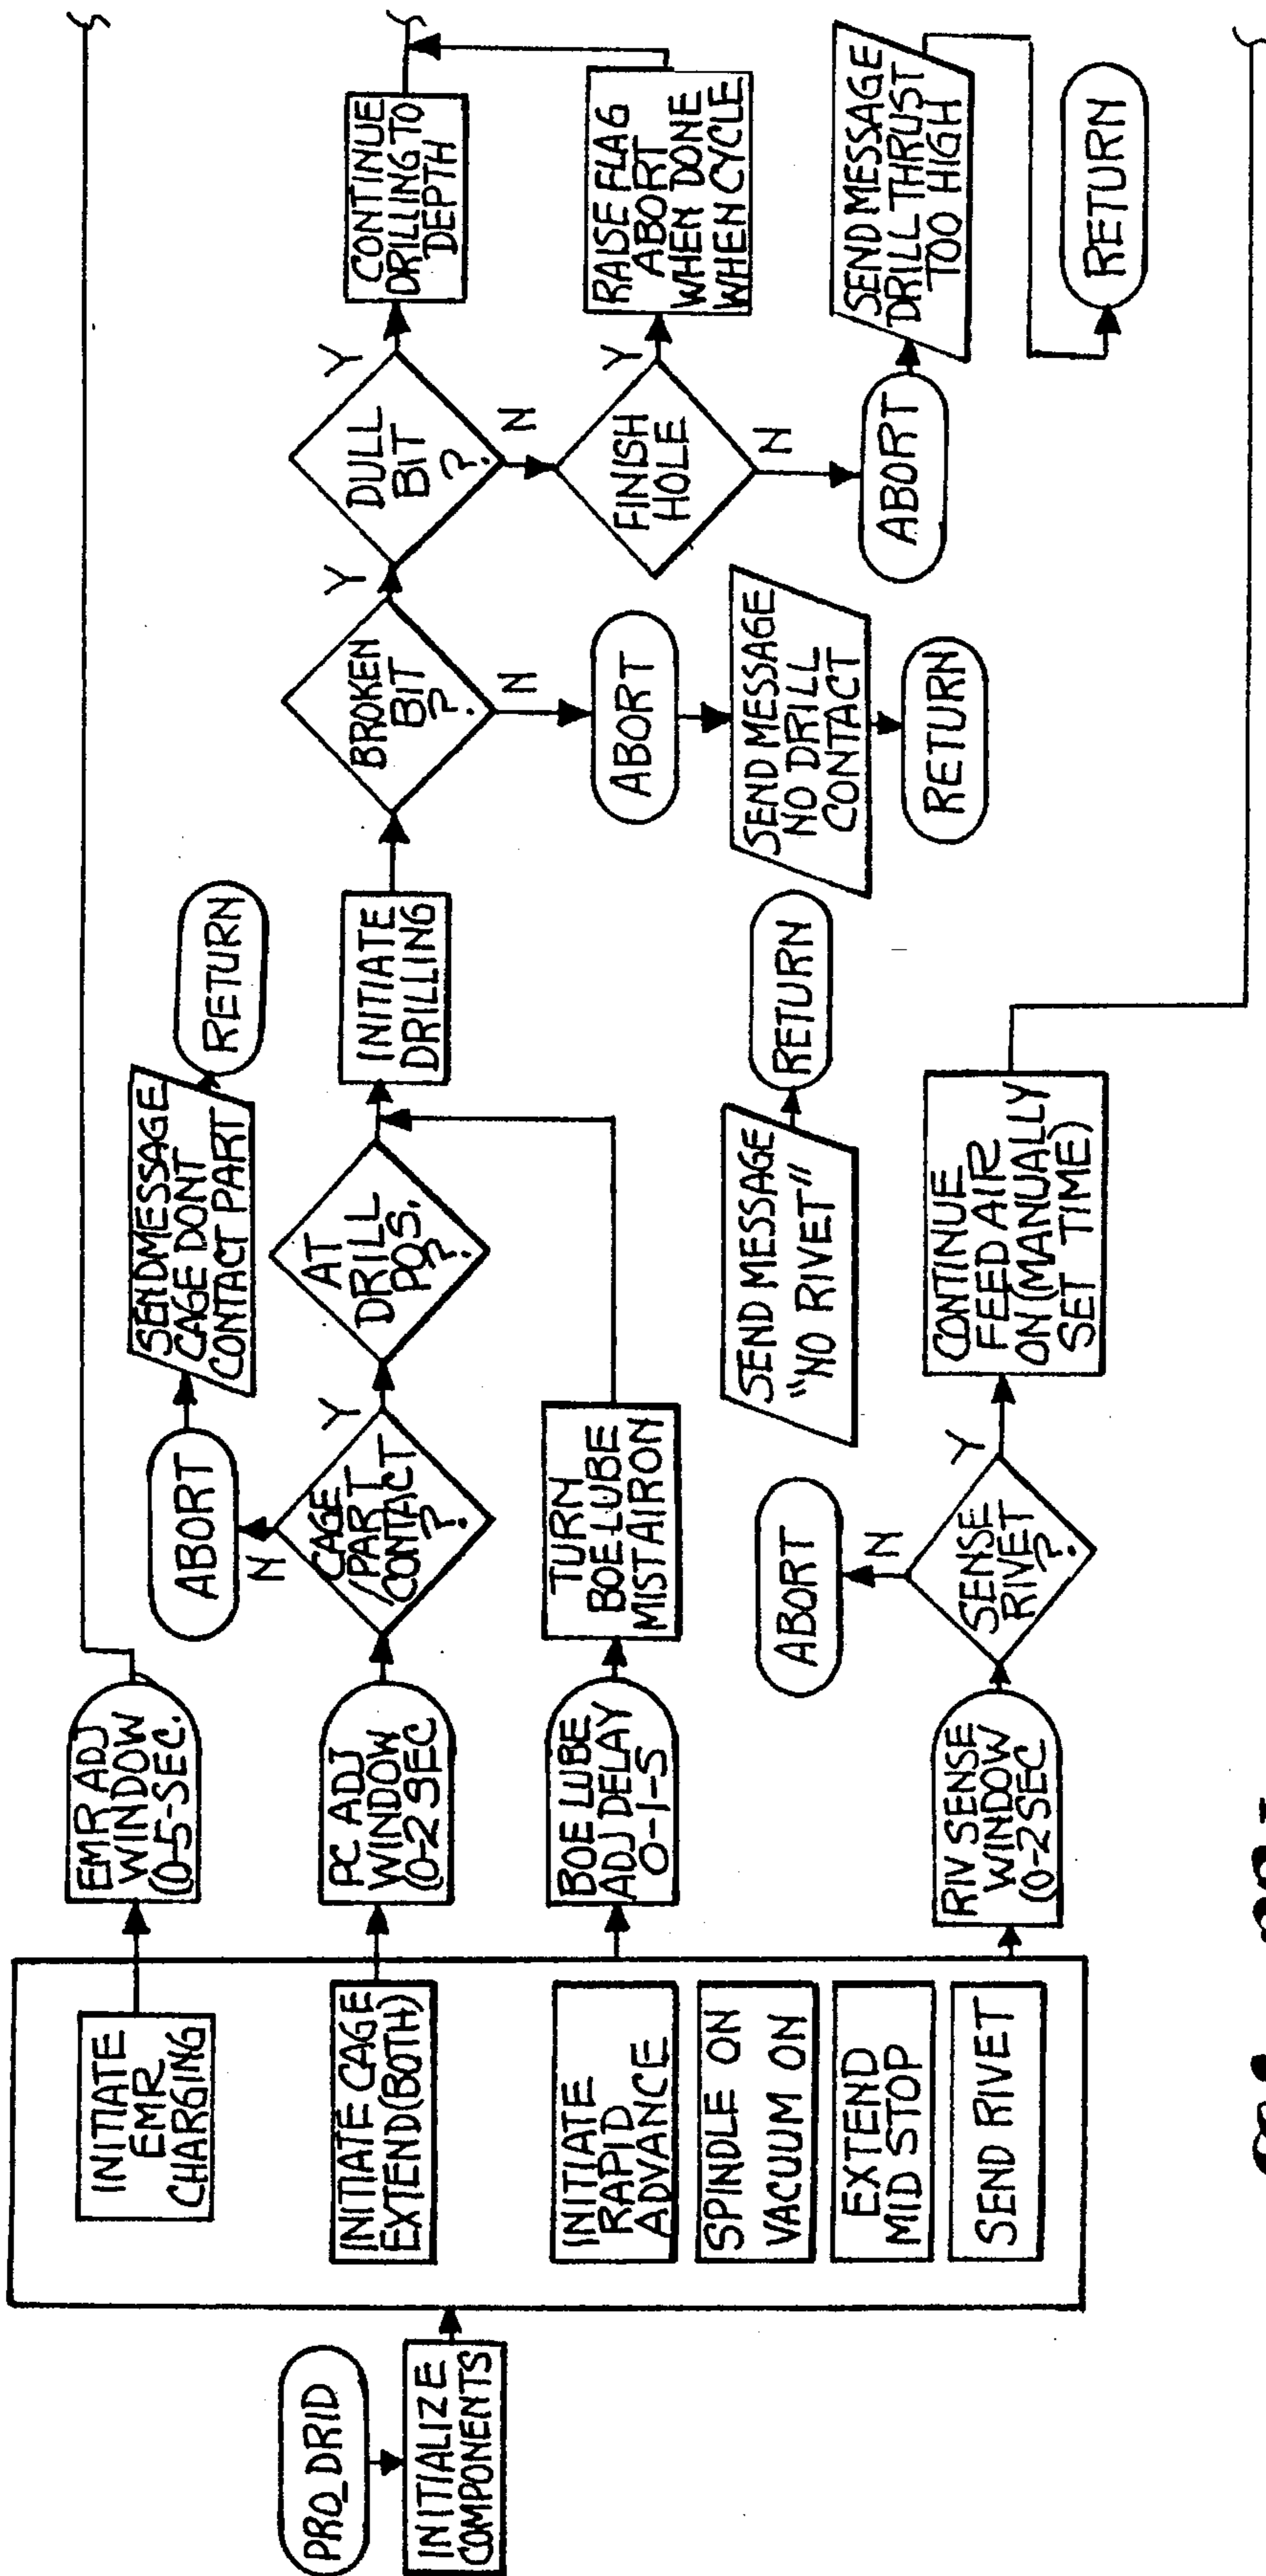 PRO_DRID
INITIALIZE
COMPONENTS
INITIATE
EMR
CHARGING
INITIATE CAGE
EXTEND(BOTH)
INITIATE
RAPID
ADVANCE
SPINDLE ON
VACUUM ON
EXTEND
MID STOP
SEND RIVET
EMR ADJ
WINDOW
(0-5-SEC.
PC ADJ
WINDOW
(0-2 SEC
BOE LUBE
ADJ DELAY
0-1-S
RIV SENSE
WINDOW
(0-2SEC
CAGE
/PART
CONTACT
?
N
Y
ABORT
SENDMESSAGE
CAGE DONT
CONTACT PART
RETURN
AT
DRILL
POS.
?
TURN
BOE-LUBE
MISTAIRON
INITIATE
DRILLING
BROKEN
BIT
?
Y
N
ABORT
SEND MESSAGE
NO DRILL
CONTACT
RETURN
DULL
BIT
?
Y
N
CONTINUE
DRILLING TO
DEPTH
FINISH
HOLE
Y
N
RAISE FLAG
ABORT
WHEN DONE
WHEN CYCLE
ABORT
SEND MESSAGE
DRILL THRUST
TOO HIGH
RETURN
SENSE
RIVET
?
N
Y
ABORT
SEND MESSAGE
"NO RIVET"
RETURN
CONTINUE
FEED AIR
ON(MANUALLY
SET TIME)